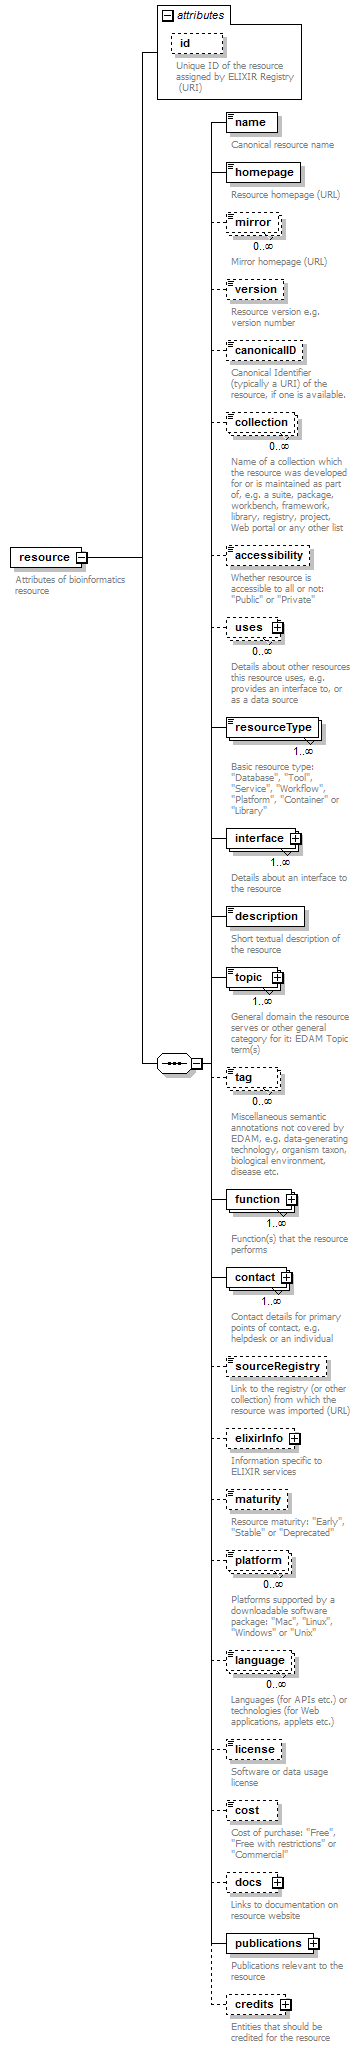 attributes
id
Unique ID of the resource
assigned by ELIXIR Registry
(URI)
name
Canonical resource name
homepage
Resource homepage (URL)
mirror
0..∞
Mirror homepage (URL)
version
Resource version e.g.
version number
canonicalID
Canonical Identifier
(typically a URI) of the
resource, if one is available.
collection
0..∞
Name of a collection which
the resource was developed
for or is maintained as part
of, e.g. a suite, package,
workbench, framework,
library, registry, project,
Web portal or any other list
resource
Attributes of bioinformatics
resource
accessibility
Whether resource is
accessible to all or not:
"Public" or "Private"
uses
0..∞
Details about other resources
this resource uses, e.g.
provides an interface to, or
as a data source
resourceType
1..∞
Basic resource type:
"Database", "Tool",
"Service", "Workflow",
"Platform", "Container" or
"Library"
interface
1..∞
Details about an interface to
the resource
description
Short textual description of
the resource
topic
1..∞
General domain the resource
serves or other general
category for it: EDAM Topic
term(s)
tag
0..∞
Miscellaneous semantic
annotations not covered by
EDAM, e.g. data-generating
technology, organism taxon,
biological environment,
disease etc.
function
1..∞
Function(s) that the resource
performs
contact
1..∞
Contact details for primary
points of contact, e.g.
helpdesk or an individual
sourceRegistry
Link to the registry (or other
collection) from which the
resource was imported (URL)
elixirInfo
Information specific to
ELIXIR services
maturity
Resource maturity: "Early",
"Stable" or "Deprecated"
platform
0..∞
Platforms supported by a
downloadable software
package: "Mac", "Linux",
"Windows" or "Unix"
language
0..∞
Languages (for APIs etc.) or
technologies (for Web
applications, applets etc.)
license
Software or data usage
license
cost
Cost of purchase: "Free",
"Free with restrictions" or
"Commercial"
docs
Links to documentation on
resource website
publications
Publications relevant to the
resource
credits
Entities that should be
credited for the resource